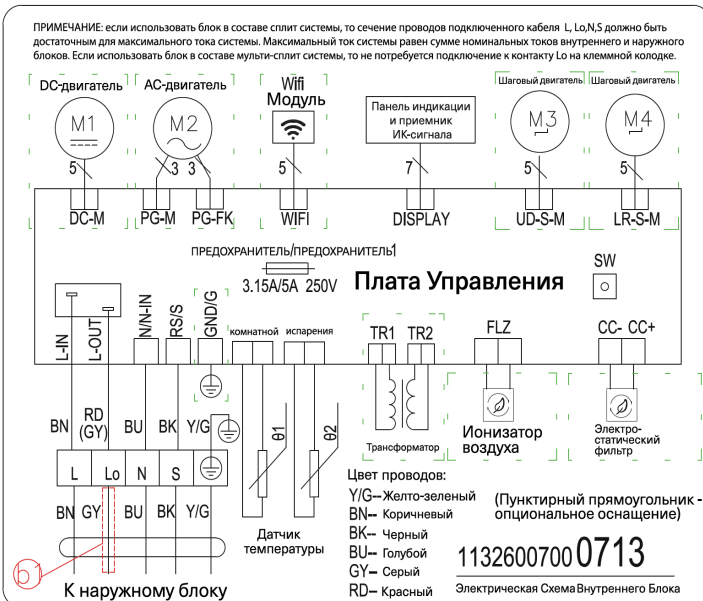 ПРИМЕЧАНИЕ: если использовать блок в составе сплит системы, то сечение проводов подключенного кабеля L, Lo,N,S должно быть
достаточным для максимального тока системы. Максимальный ток системы равен сумме номинальных токов внутреннего и наружного
блоков. Если использовать блок в составе мульти-сплит системы, то не потребуется подключение к контакту Lo на клеммной колодке.
DC-двигатель
AC-двигатель
Wifi
Модуль
Панель индикации
и приемник
ИК-сигнала
Шаговый двигатель
Шаговый двигатель
M1
M2
M3
M4
5
3
3
5
7
5
5
DC-M
PG-M
PG-FK
WIFI
DISPLAY
UD-S-M
LR-S-M
ПРЕДОХРАНИТЕЛЬ/ПРЕДОХРАНИТЕЛЬ1
3.15A/5A 250V
Плата Управления
SW
L-IN
L-OUT
N/N-IN
RS/S
GND/G
комнатной
испарения
TR1
TR2
FLZ
CC-
CC+
BN
RD
(GY)
BU
BK
Y/G
θ1
θ2
Трансформатор
Ионизатор
воздуха
Электро-
статический
фильтр
L
Lo
N
S
BN
GY
BU
BK
Y/G
Датчик
температуры
b1
К наружному блоку
Цвет проводов:
Y/G-- Желто-зеленый
BN-- Коричневый
BK-- Черный
BU-- Голубой
GY-- Серый
RD-- Красный
(Пунктирный прямоугольник -
опциональное оснащение)
1132600700 0713
Электрическая Схема Внутреннего Блока